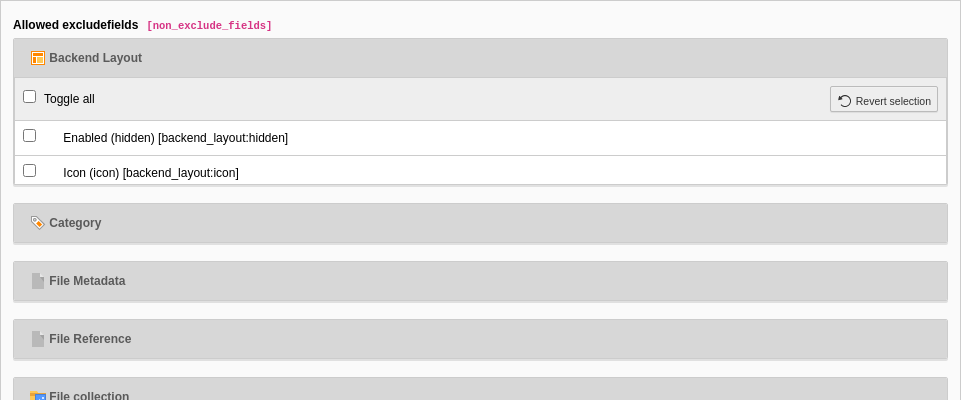 Allowed excludefields [non_exclude_fields]
Backend Layout
Toggle all Revert selection
Enabled (hidden) [backend_layout:hidden]
Icon (icon) [backend_layout:icon]
Category
File Metadata
File Reference
File collection